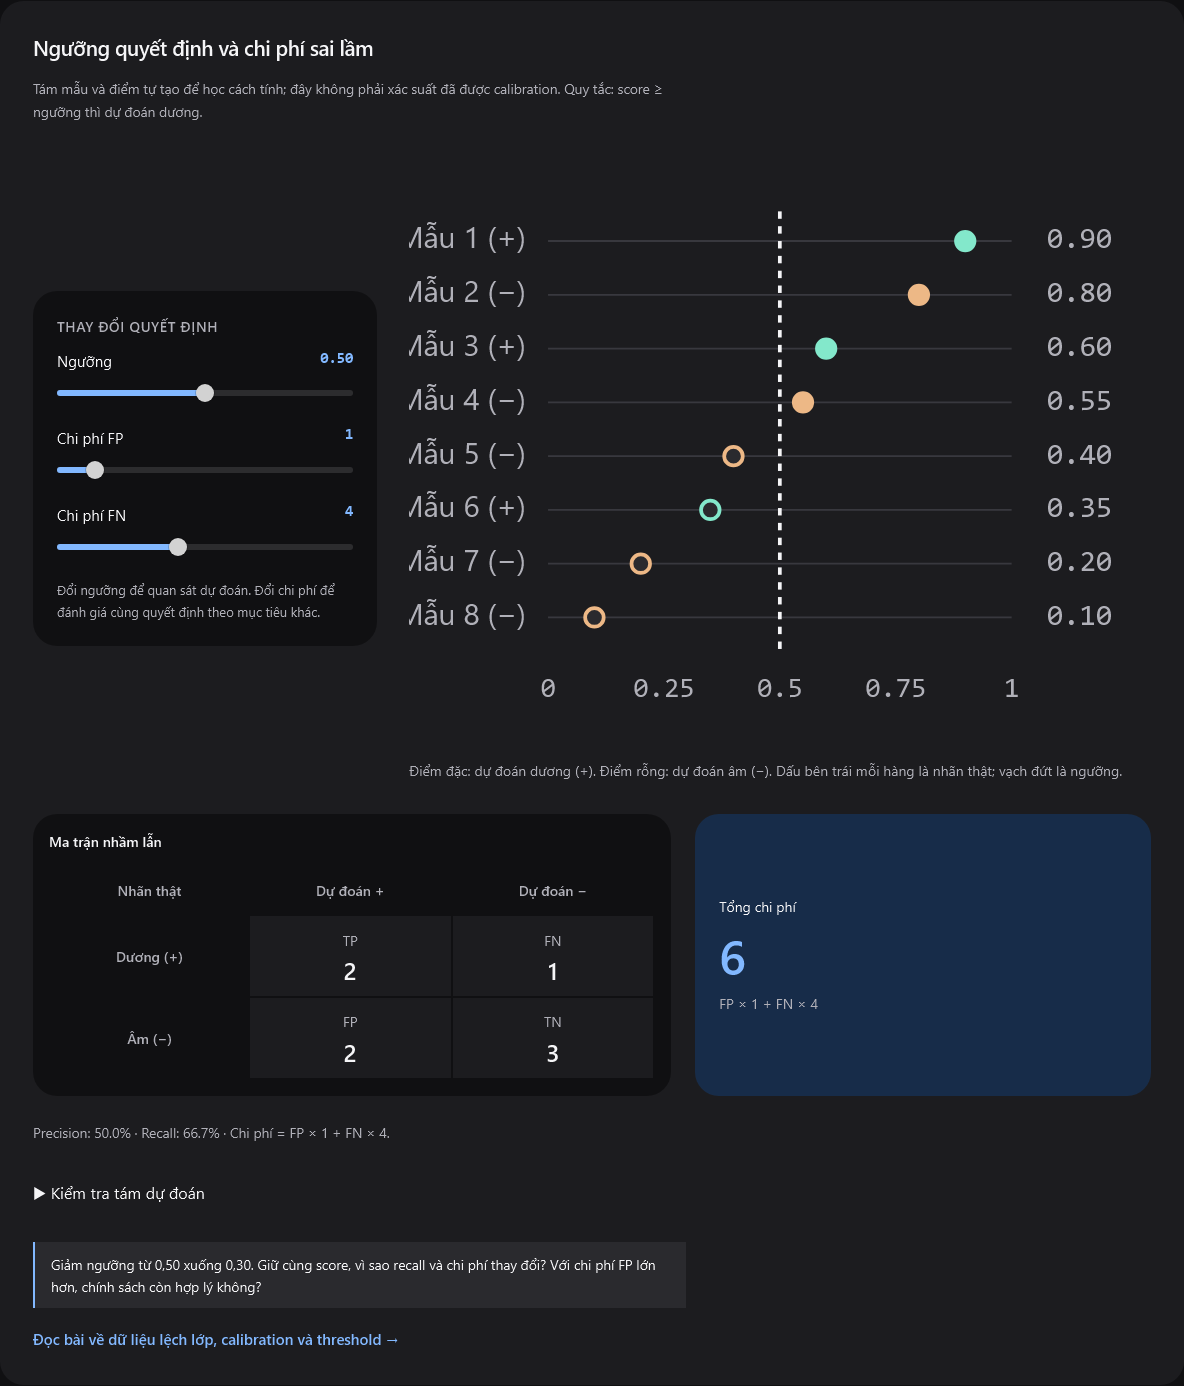 Ngưỡng quyết định và chi phí sai lầm
Tám mẫu và điểm tự tạo để học cách tính; đây không phải xác suất đã được calibration. Quy tắc: score ≥
ngưỡng thì dự đoán dương.
THAY ĐỔI QUYẾT ĐỊNH
Ngưỡng 0.50
Chi phí FP 1
Chi phí FN 4
Đổi ngưỡng để quan sát dự đoán. Đổi chi phí để
đánh giá cùng quyết định theo mục tiêu khác.
Mẫu 1 (+) 0.90
Mẫu 2 (−) 0.80
Mẫu 3 (+) 0.60
Mẫu 4 (−) 0.55
Mẫu 5 (−) 0.40
Mẫu 6 (+) 0.35
Mẫu 7 (−) 0.20
Mẫu 8 (−) 0.10
0 0.25 0.5 0.75 1
Điểm đặc: dự đoán dương (+). Điểm rỗng: dự đoán âm (−). Dấu bên trái mỗi hàng là nhãn thật; vạch đứt là ngưỡng.
Ma trận nhầm lẫn
Nhãn thật Dự đoán + Dự đoán −
Dương (+) TP 2 FN 1
Âm (−) FP 2 TN 3
Tổng chi phí
6
FP × 1 + FN × 4
Precision: 50.0% · Recall: 66.7% · Chi phí = FP × 1 + FN × 4.
▶ Kiểm tra tám dự đoán
Giảm ngưỡng từ 0,50 xuống 0,30. Giữ cùng score, vì sao recall và chi phí thay đổi? Với chi phí FP lớn
hơn, chính sách còn hợp lý không?
Đọc bài về dữ liệu lệch lớp, calibration và threshold →